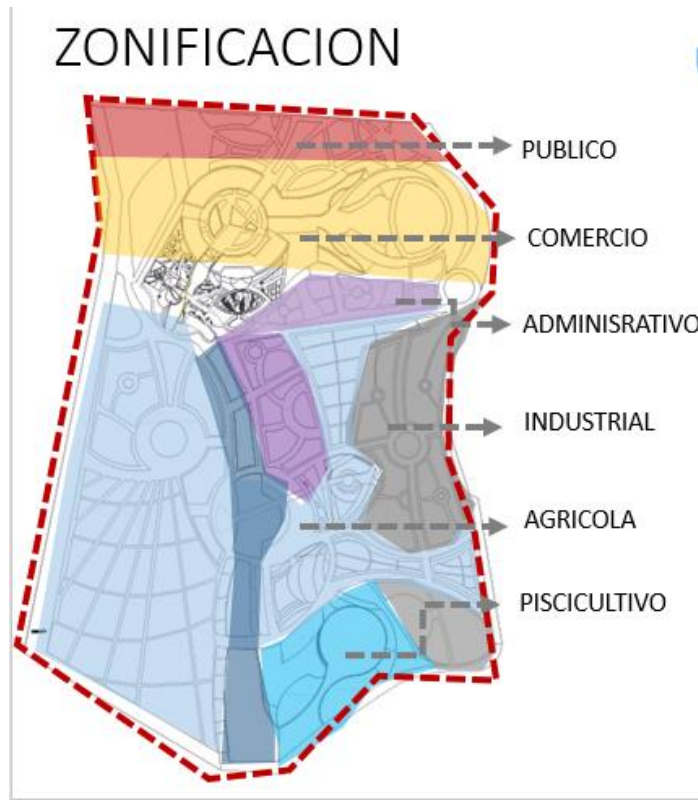 ZONIFICACION
PUBLICO
COMERCIO
ADMINISRATIVO
INDUSTRIAL
AGRICOLA
PISCICULTIVO